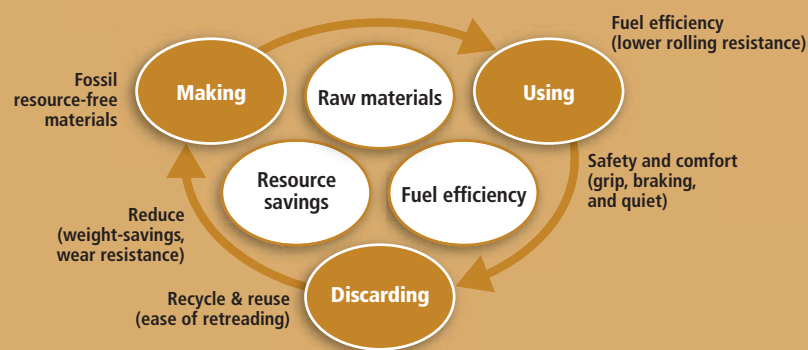 Fuel efficiency
(lower rolling resistance)
Fossil
resource-free
materials
Making
Raw materials
Using
Resource
savings
Fuel efficiency
Safety and comfort
(grip, braking,
and quiet)
Reduce
(weight-savings,
wear resistance)
Discarding
Recycle & reuse
(ease of retreading)